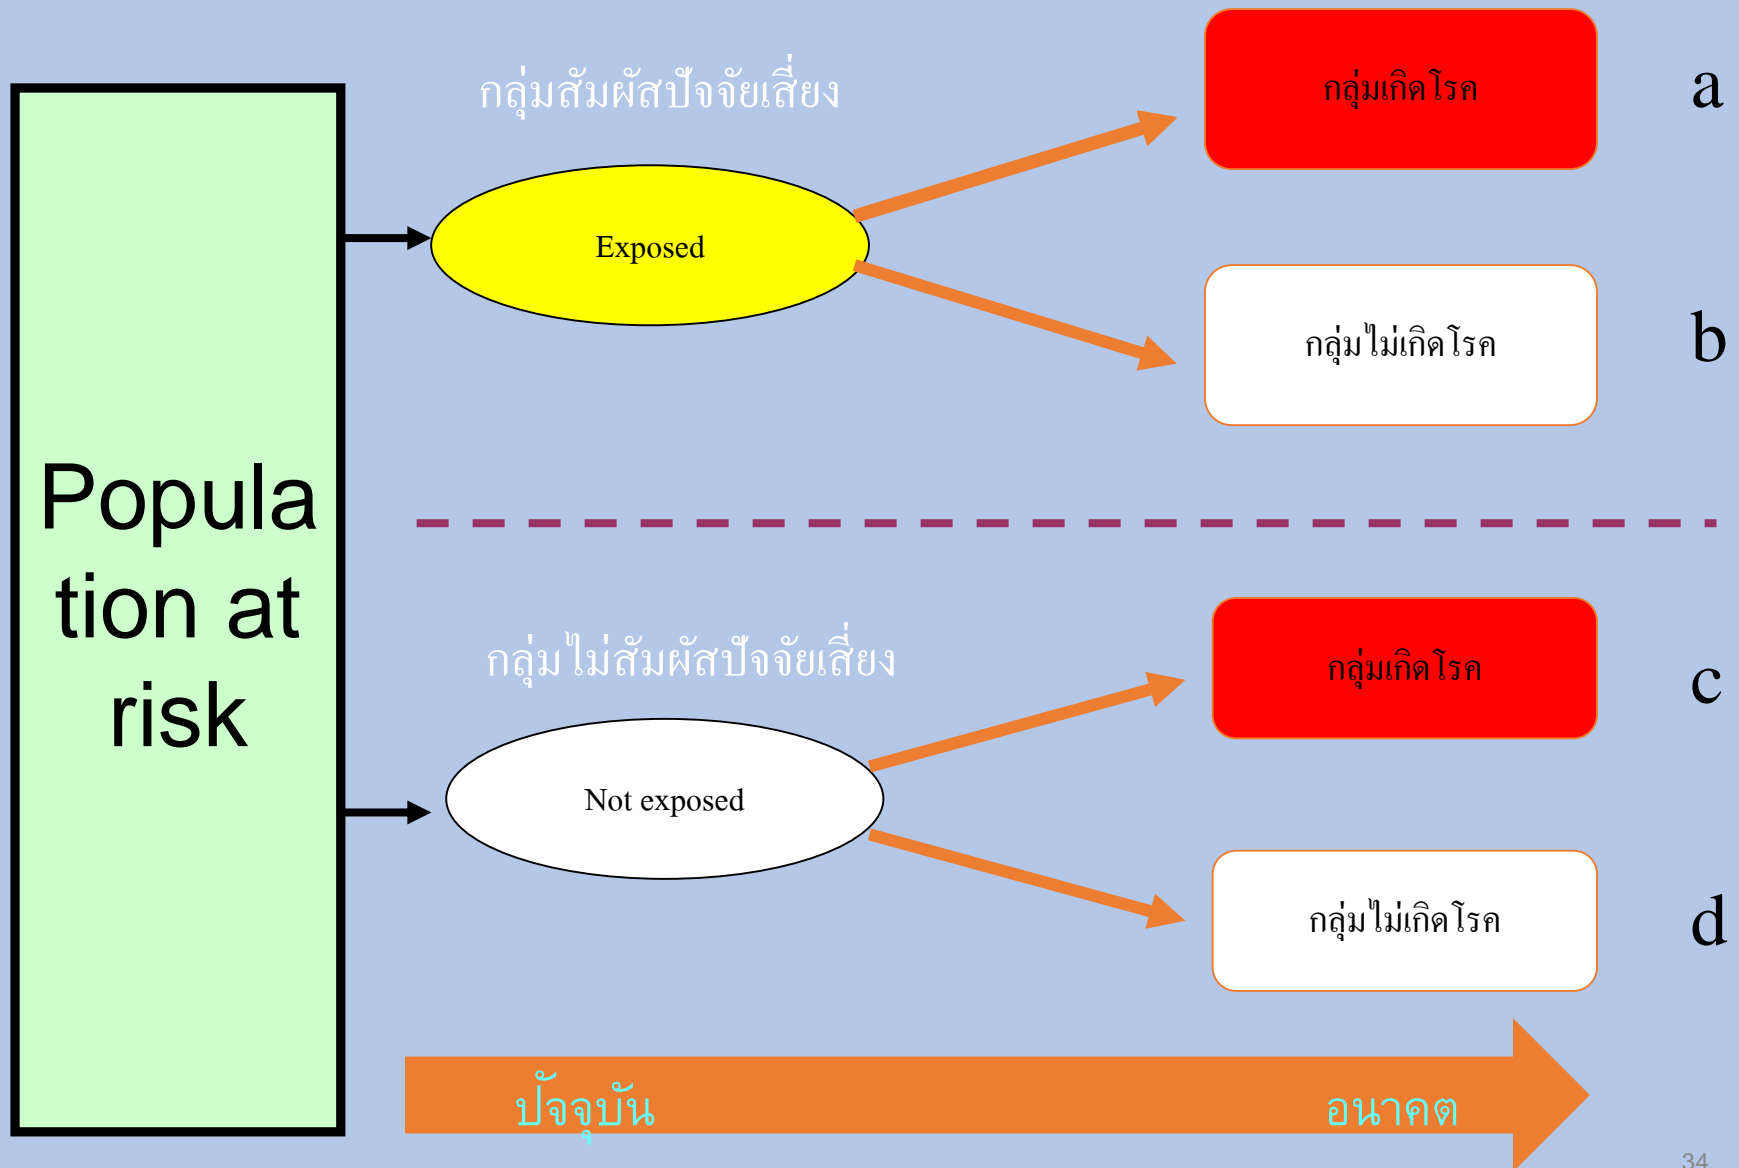 Popula
tion at
risk
กลุ่มสัมผัสปัจจัยเสี่ยง
Exposed
กลุ่มเกิดโรค
a
กลุ่มไม่เกิดโรค
b
กลุ่มไม่สัมผัสปัจจัยเสี่ยง
Not exposed
กลุ่มเกิดโรค
c
กลุ่มไม่เกิดโรค
d
ปัจจุบัน
อนาคต
34